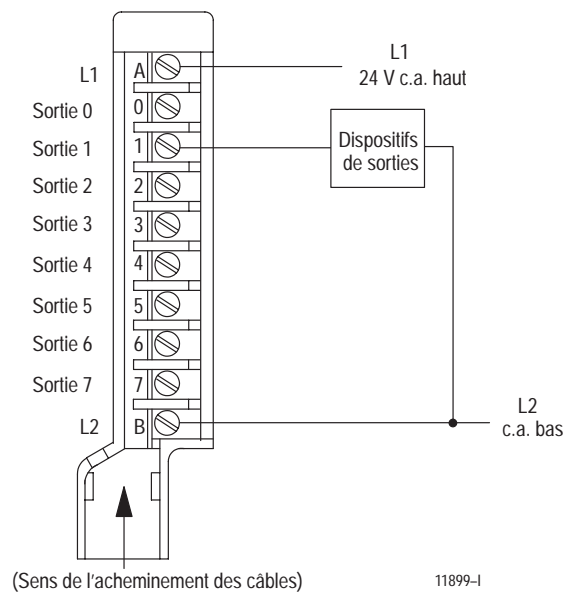 L1
24 V c.a. haut
L1 A
Sortie 0 0
Sortie 1 1
Dispositifs
de sorties
Sortie 2 2
Sortie 3 3
Sortie 4 4
Sortie 5 5
Sortie 6 6
Sortie 7 7
L2 B
L2
c.a. bas
(Sens de l'acheminement des câbles)
11899–I